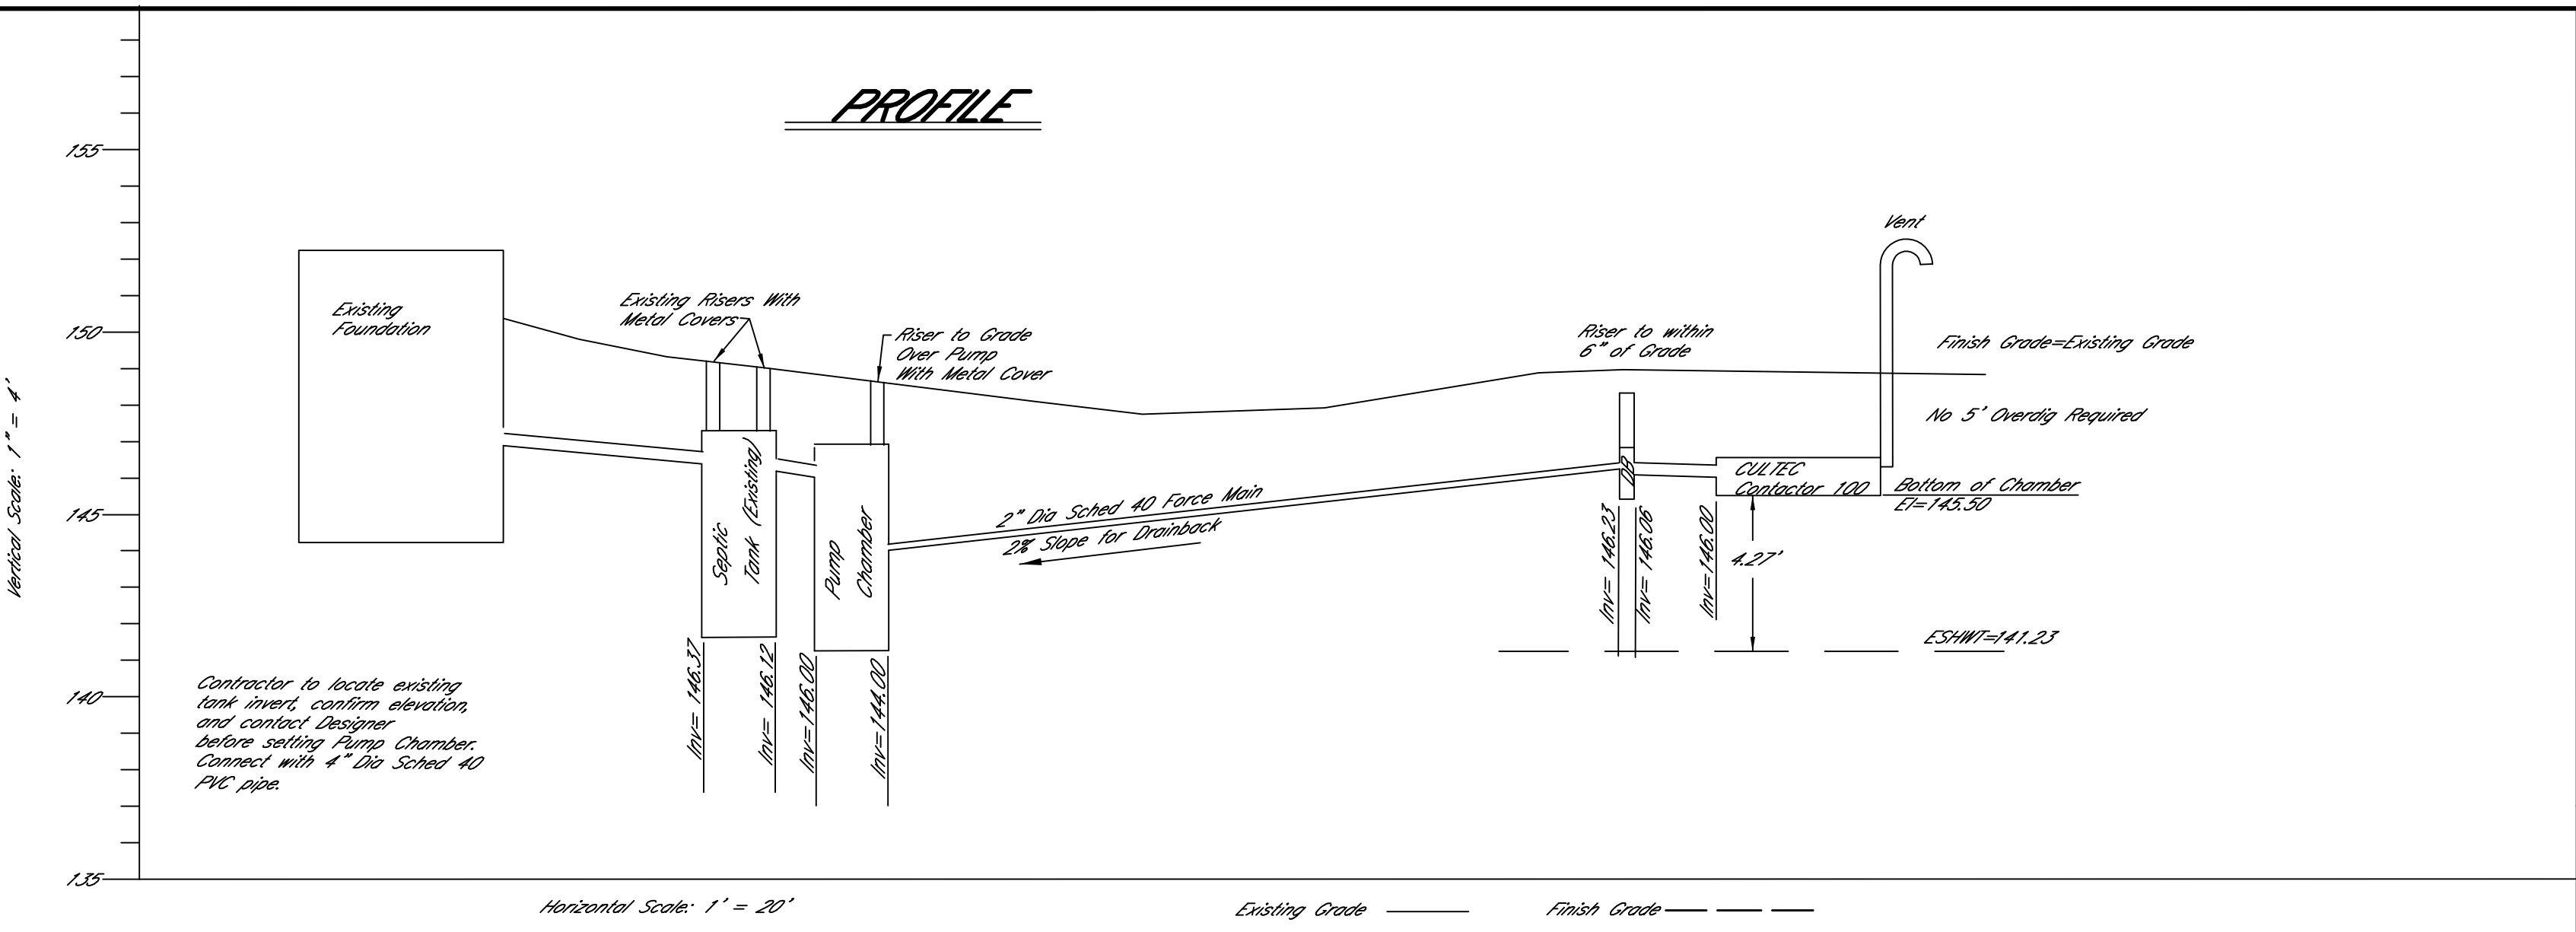 PROFILE
155
150
145
140
135
Vertical Scale: 1" = 4'
Existing
Foundation
Existing Risers With
Metal Covers
Riser to Grade
Over Pump
With Metal Cover
Septic
Tank (Existing)
Pump
Chamber
2" Dia Sched 40 Force Main
2% Slope for Drainback
Riser to within
6" of Grade
DB
Vent
Finish Grade=Existing Grade
No 5' Overdig Required
CULTEC
Contactor 100
Bottom of Chamber
El=145.50
4.27'
ESHWT=141.23
Inv= 146.37
Inv= 146.12
Inv=146.00
Inv=144.00
Inv= 146.23
Inv= 146.06
Inv=146.00
Contractor to locate existing
tank invert, confirm elevation,
and contact Designer
before setting Pump Chamber.
Connect with 4" Dia Sched 40
PVC pipe.
Horizontal Scale: 1' = 20'
Existing Grade
Finish Grade